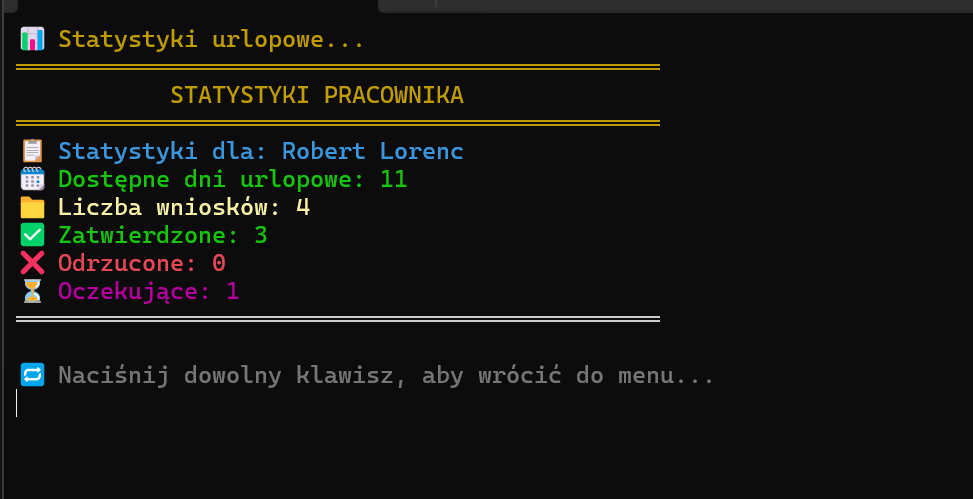 Statystyki urlopowe...
STATYSTYKI PRACOWNIKA
Statystyki dla: Robert Lorenc
Dostępne dni urlopowe: 11
Liczba wniosków: 4
Zatwierdzone: 3
Odrzucone: 0
Oczekujące: 1
Naciśnij dowolny klawisz, aby wrócić do menu...